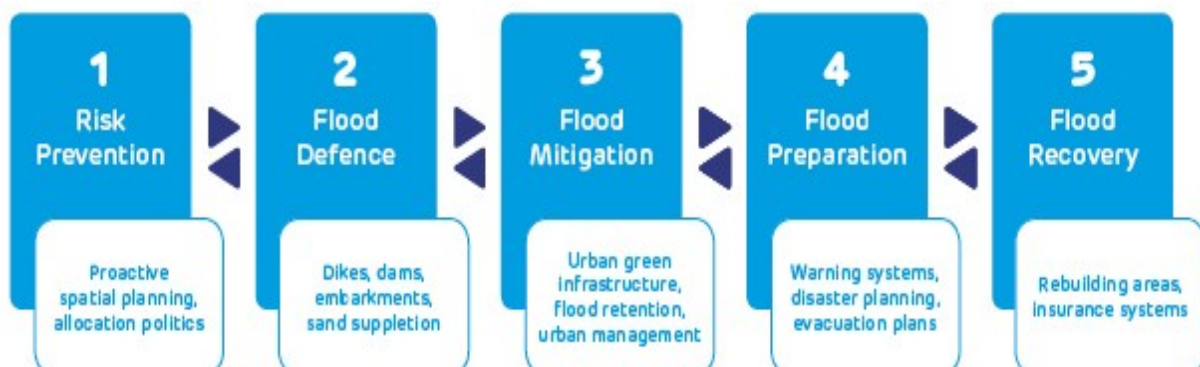 1
Risk
Prevention
Proactive
spatial planning,
allocation politics
2
Flood
Defence
Dikes, dams,
embarkments,
sand suppletion
3
Flood
Mitigation
Urban green
infrastructure,
flood retention,
urban management
4
Flood
Preparation
Warning systems,
disaster planning,
evacuation plans
5
Flood
Recovery
Rebuilding areas,
insurance systems